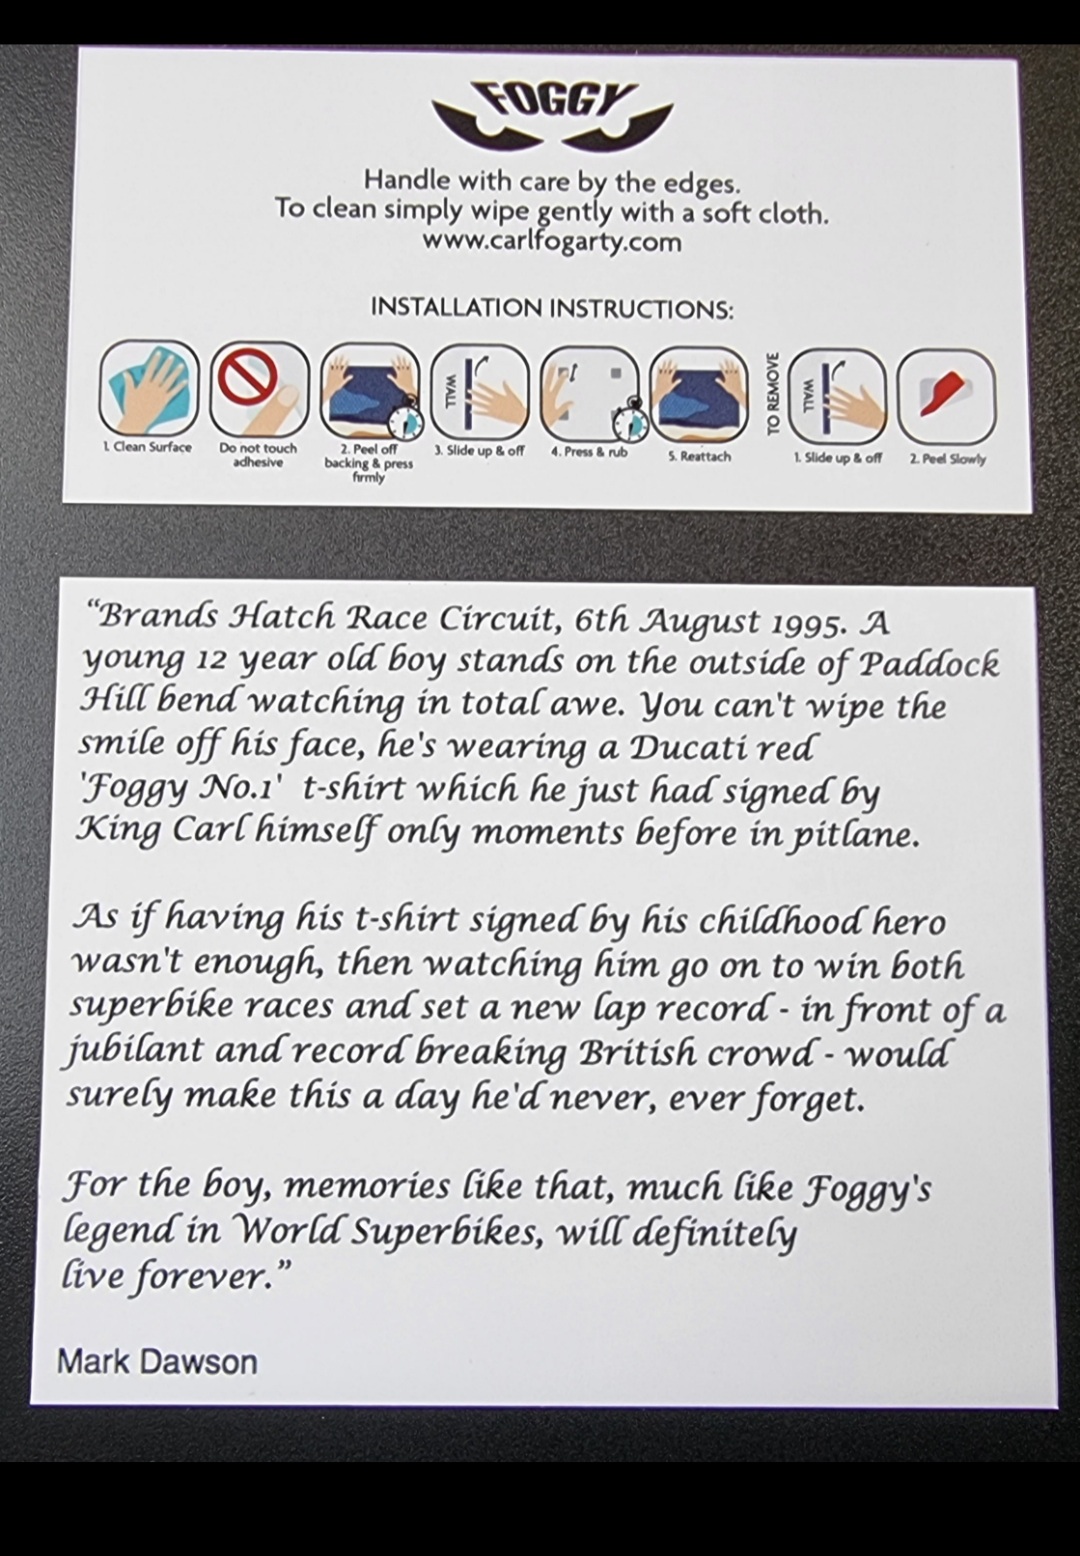 FOGGY
Handle with care by the edges.
To clean simply wipe gently with a soft cloth.
www.carlfogarty.com
INSTALLATION INSTRUCTIONS:
WALL
TO REMOVE
WALL
1. Clean Surface
Do not touch
adhesive
2. Peel off
backing & press
firmly
3. Slide up & off
4. Press & rub
5. Reattach
1. Slide up & off
2. Peel Slowly
“Brands Hatch Race Circuit, 6th August 1995. A
young 12 year old boy stands on the outside of Paddock
Hill bend watching in total awe. You can't wipe the
smile off his face, he's wearing a Ducati red
'Foggy No.1' t-shirt which he just had signed by
King Carl himself only moments before in pitlane.
As if having his t-shirt signed by his childhood hero
wasn't enough, then watching him go on to win both
superbike races and set a new lap record - in front of a
jubilant and record breaking British crowd - would
surely make this a day he'd never, ever forget.
For the boy, memories like that, much like Foggy's
legend in World Superbikes, will definitely
live forever.”
Mark Dawson